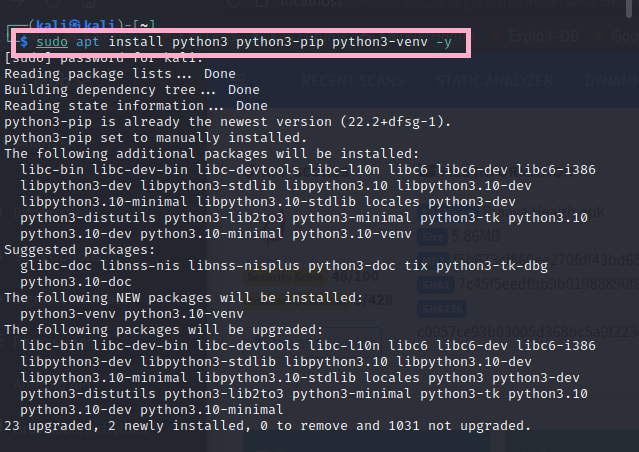 (kali㉿kali)-[~]
$ sudo apt install python3 python3-pip python3-venv -y
[sudo] password for kali:
Reading package lists... Done
Building dependency tree... Done
Reading state information... Done
python3-pip is already the newest version (22.2+dfsg-1).
python3-pip set to manually installed.
The following additional packages will be installed:
libc-bin libc-dev-bin libc-devtools libc-l10n libc6 libc6-dev libc6-i386
libpython3-dev libpython3-stdlib libpython3.10 libpython3.10-dev
libpython3.10-minimal libpython3.10-stdlib locales python3-dev
python3-distutils python3-lib2to3 python3-minimal python3-tk python3.10
python3.10-dev python3.10-minimal python3.10-venv
Suggested packages:
glibc-doc libnss-nis libnss-nisplus python3-doc tix python3-tk-dbg
python3.10-doc
The following NEW packages will be installed:
python3-venv python3.10-venv
The following packages will be upgraded:
libc-bin libc-dev-bin libc-devtools libc-l10n libc6 libc6-dev libc6-i386
libpython3-dev libpython3-stdlib libpython3.10 libpython3.10-dev
libpython3.10-minimal libpython3.10-stdlib locales python3 python3-dev
python3-distutils python3-lib2to3 python3-minimal python3-tk python3.10
python3.10-dev python3.10-minimal
23 upgraded, 2 newly installed, 0 to remove and 1031 not upgraded.
Exploit-DB
RECENT SCANS
STATIC ANALYZER
Size
5.86MB